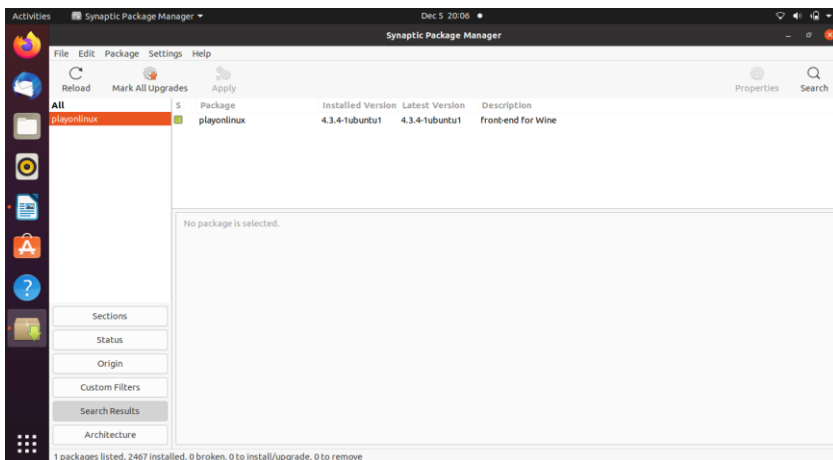 Activities Synaptic Package Manager Dec 5 20:06
Synaptic Package Manager
File Edit Package Settings Help
Reload Mark All Upgrades Apply Properties Search
All S Package Installed Version Latest Version Description
playonlinux playonlinux 4.3.4-1ubuntu1 4.3.4-1ubuntu1 front-end for Wine
No package is selected.
Sections
Status
Origin
Custom Filters
Search Results
Architecture
1 packages listed, 2467 installed, 0 broken, 0 to install/upgrade, 0 to remove